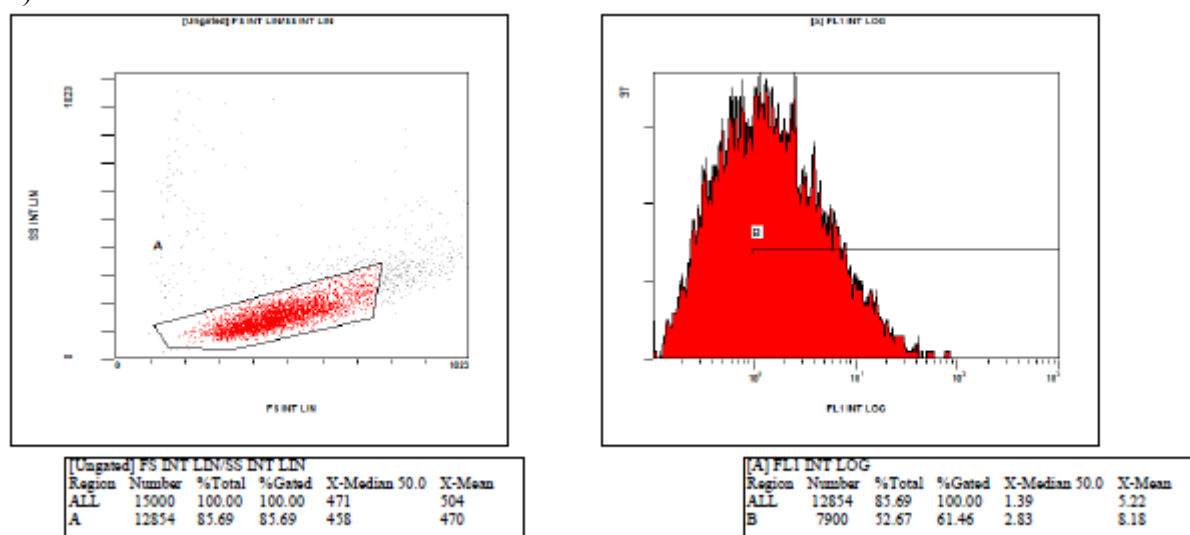 [Ungated] FS INT LIN/SS INT LIN
1023
SS INT LIN
A
0
0
1023
FS INT LIN
[A] FL1 INT LOG
37
B
10⁰
10¹
10²
10³
FL1 INT LOG
[Ungated] FS INT LIN/SS INT LIN
Region Number %Total %Gated X-Median 50.0 X-Mean
ALL 15000 100.00 100.00 471 504
A 12854 85.69 85.69 458 470
[A] FL1 INT LOG
Region Number %Total %Gated X-Median 50.0 X-Mean
ALL 12854 85.69 100.00 1.39 5.22
B 7900 52.67 61.46 2.83 8.18